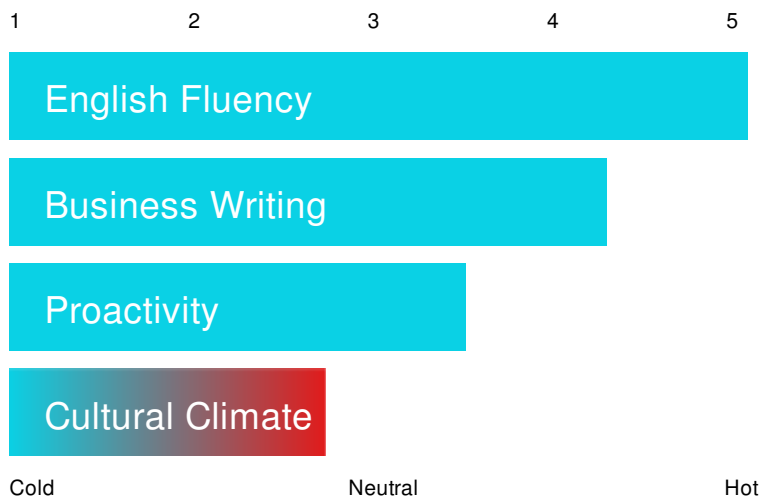 1 2 3 4 5
English Fluency
Business Writing
Proactivity
Cultural Climate
Cold Neutral Hot